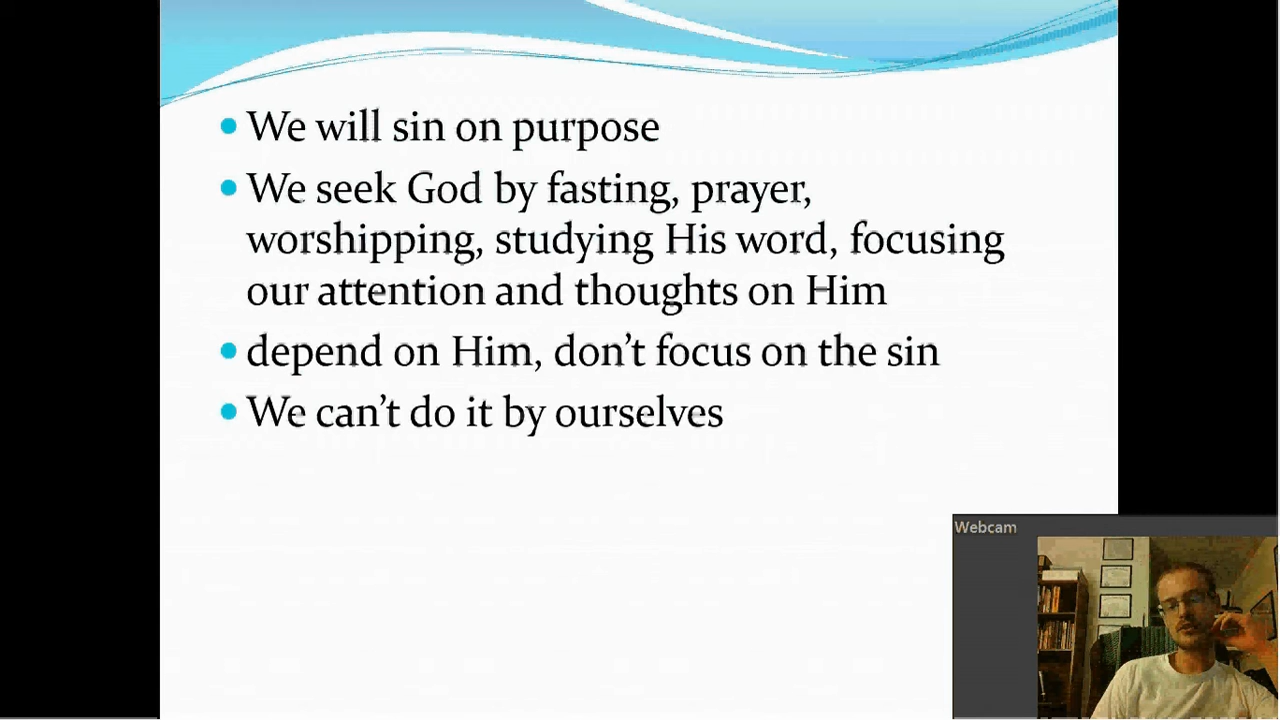 We will sin on purpose
We seek God by fasting, prayer,
worshipping, studying His word, focusing
our attention and thoughts on Him
depend on Him, don't focus on the sin
We can't do it by ourselves
Webcam